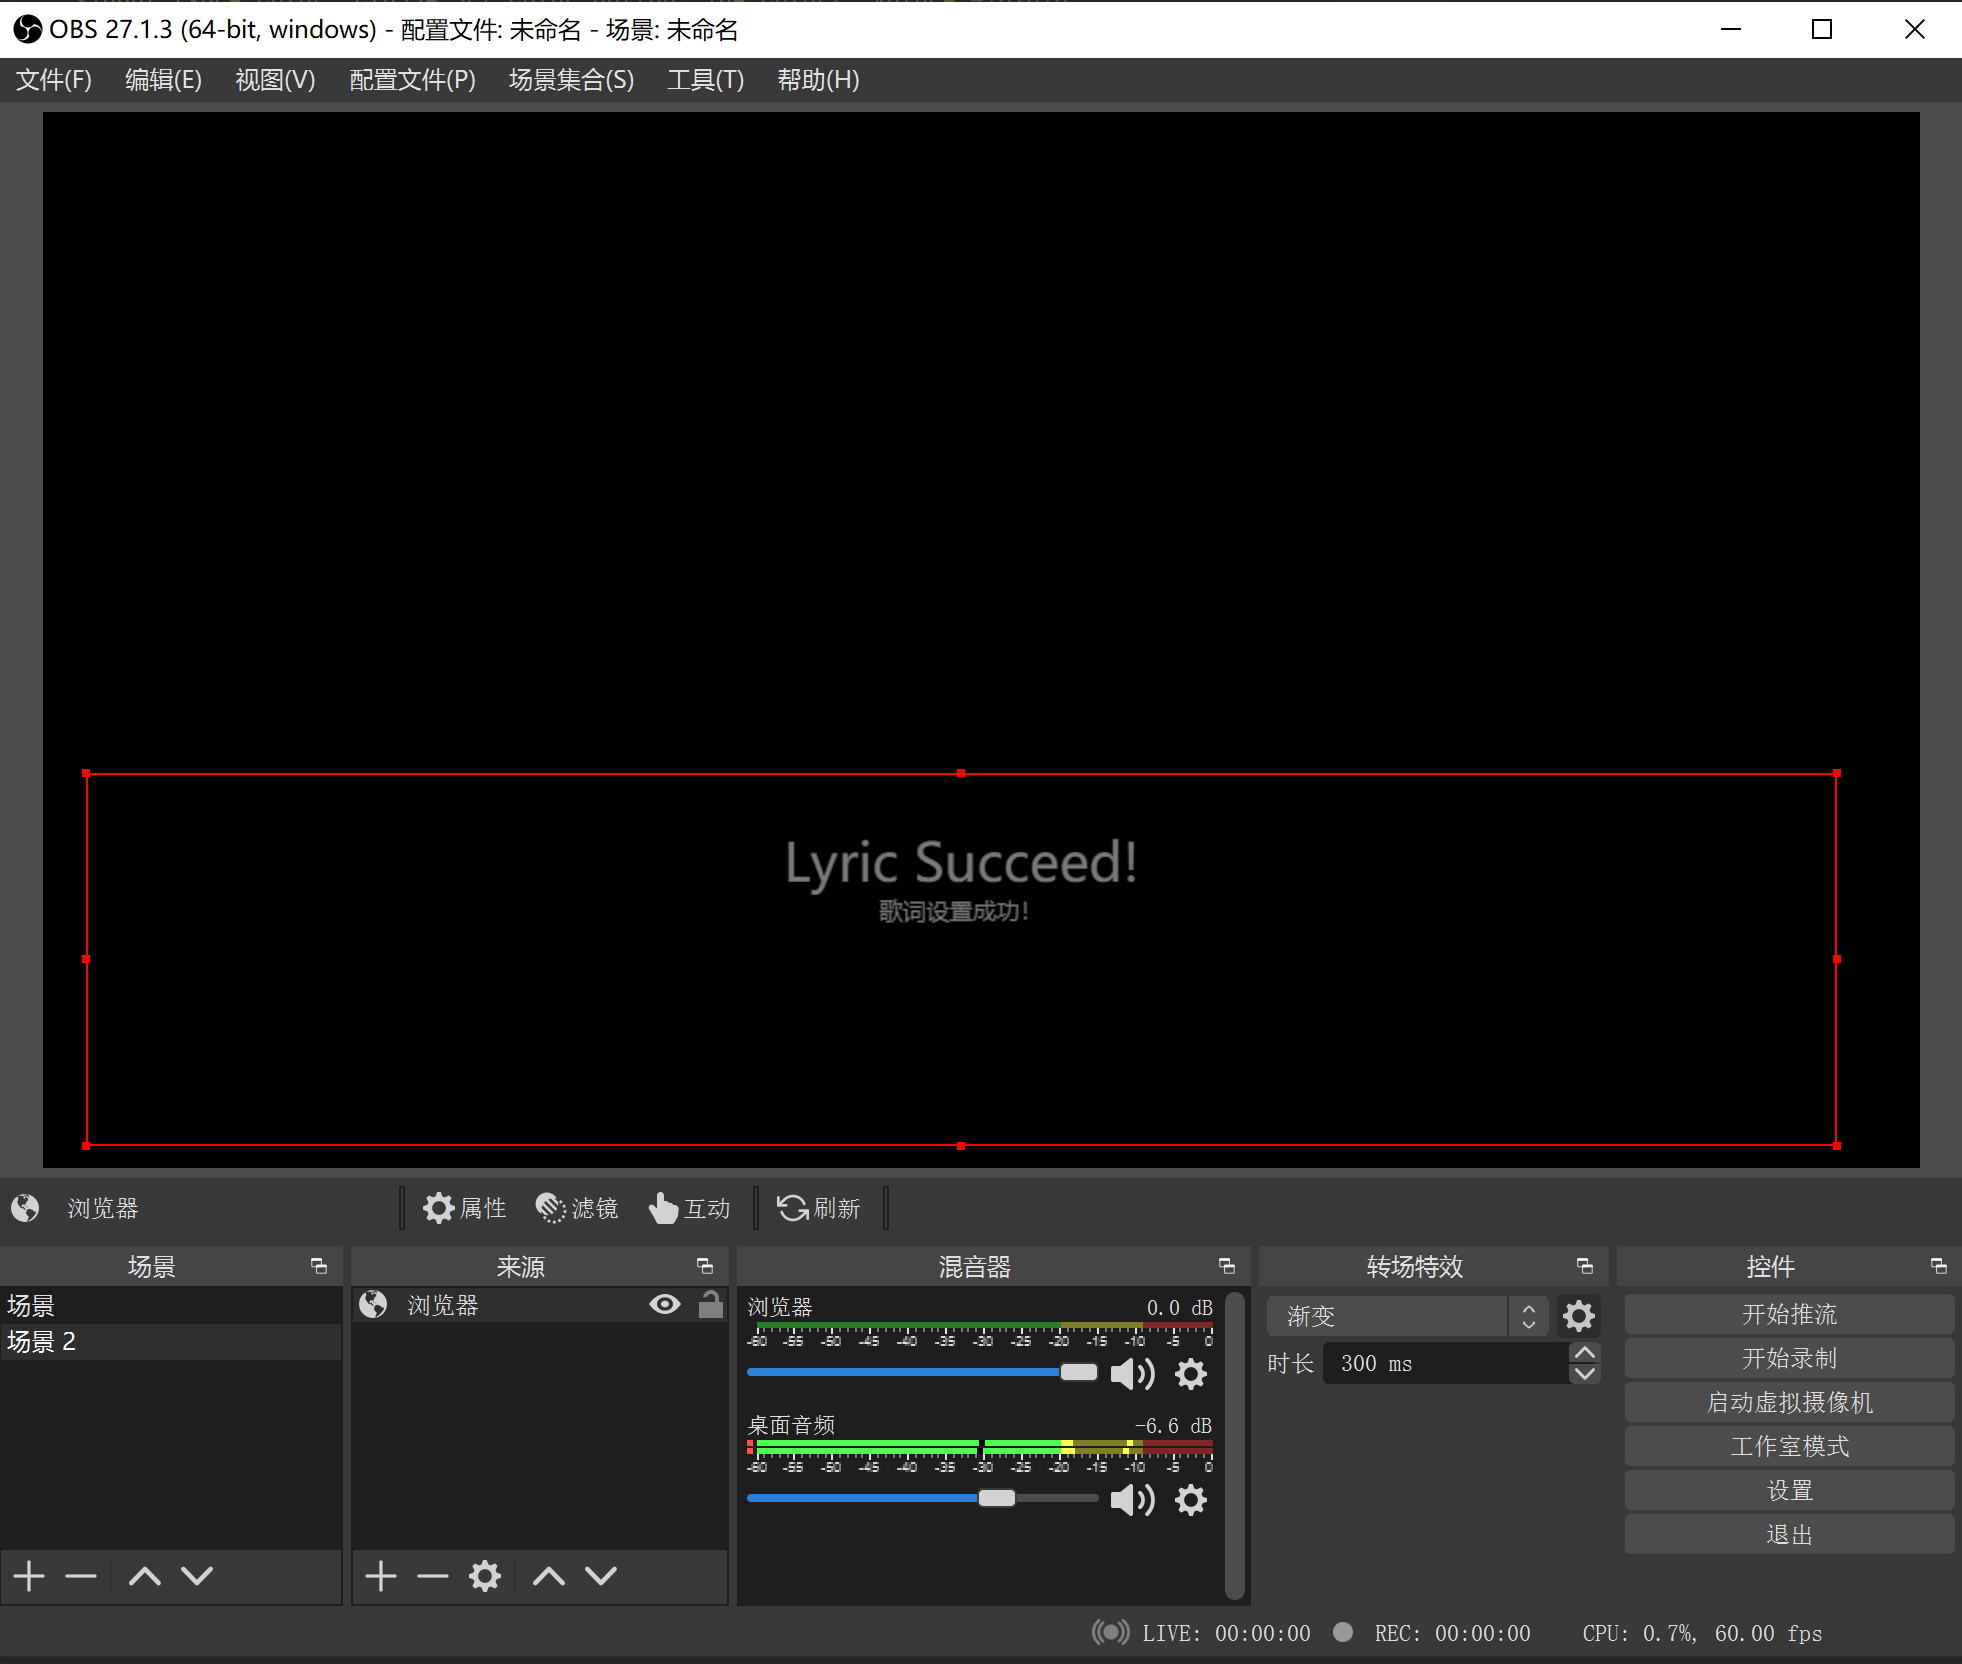 OBS 27.1.3 (64-bit, windows) - 配置文件: 未命名 - 场景: 未命名
文件(F) 编辑(E) 视图(V) 配置文件(P) 场景集合(S) 工具(T) 帮助(H)
Lyric Succeed!
歌词设置成功!
浏览器 属性 滤镜 互动 刷新
场景
场景
场景 2
来源
浏览器
混音器
浏览器 0.0 dB
-60 -55 -50 -45 -40 -35 -30 -25 -20 -15 -10 -5 0
桌面音频 -6.6 dB
-60 -55 -50 -45 -40 -35 -30 -25 -20 -15 -10 -5 0
转场特效
渐变
时长 300 ms
控件
开始推流
开始录制
启动虚拟摄像机
工作室模式
设置
退出
LIVE: 00:00:00 REC: 00:00:00 CPU: 0.7%, 60.00 fps